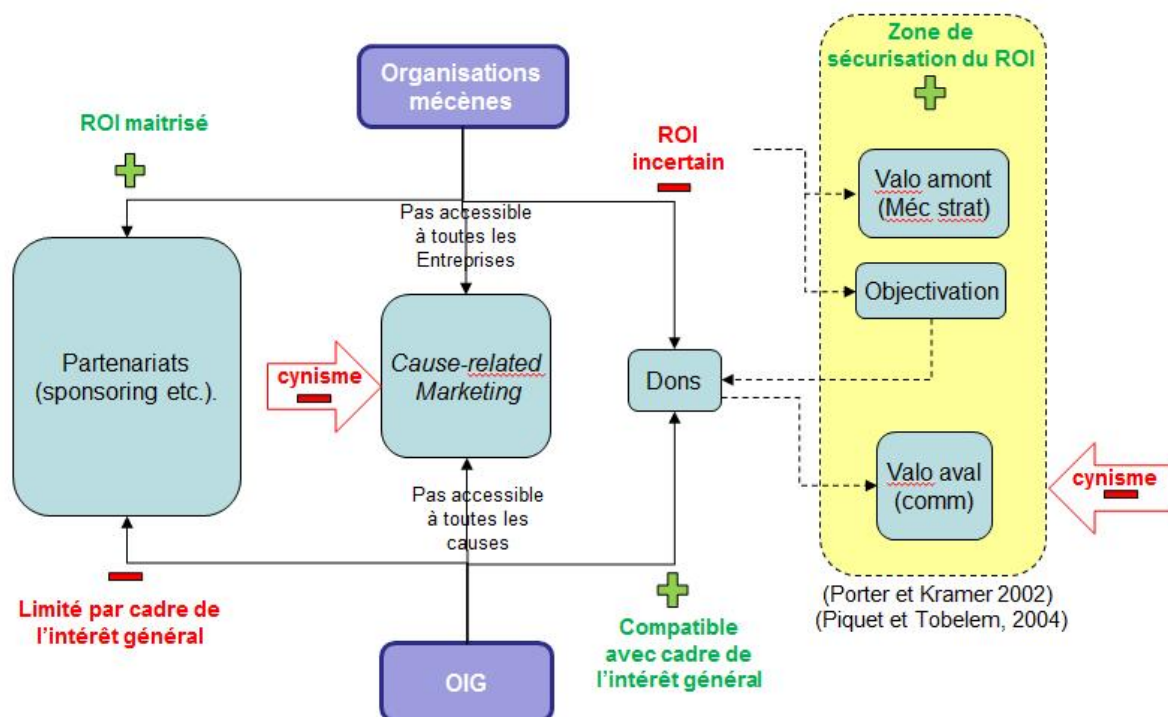 Organisations
mécènes
Zone de
sécurisation du ROI
ROI maitrisé
ROI
incertain
Valo amont
(Méc strat)
Pas accessible
à toutes les
Entreprises
Objectivation
Partenariats
(sponsoring etc.).
cynisme
Cause-related
Marketing
Dons
Valo aval
(comm)
cynisme
Pas accessible
à toutes les
causes
Limité par cadre de
l'intérêt général
Compatible
avec cadre de
l'intérêt général
(Porter et Kramer 2002)
(Piquet et Tobelem, 2004)
OIG